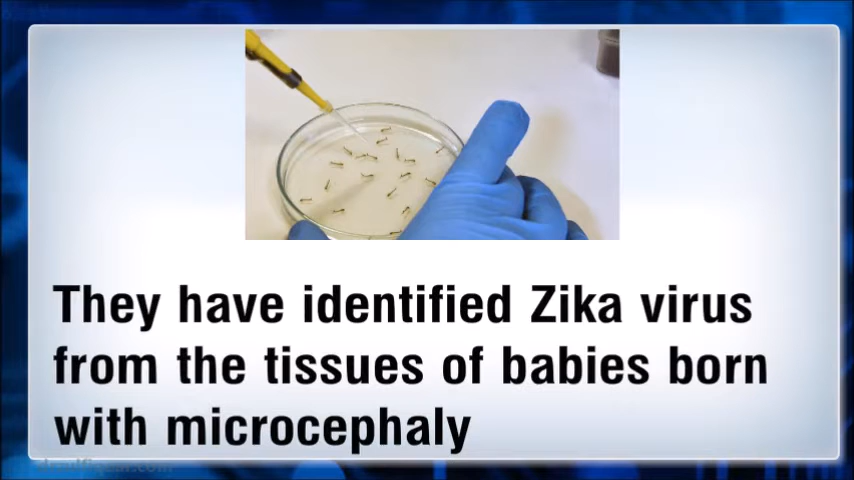 They have identified Zika virus
from the tissues of babies born
with microcephaly